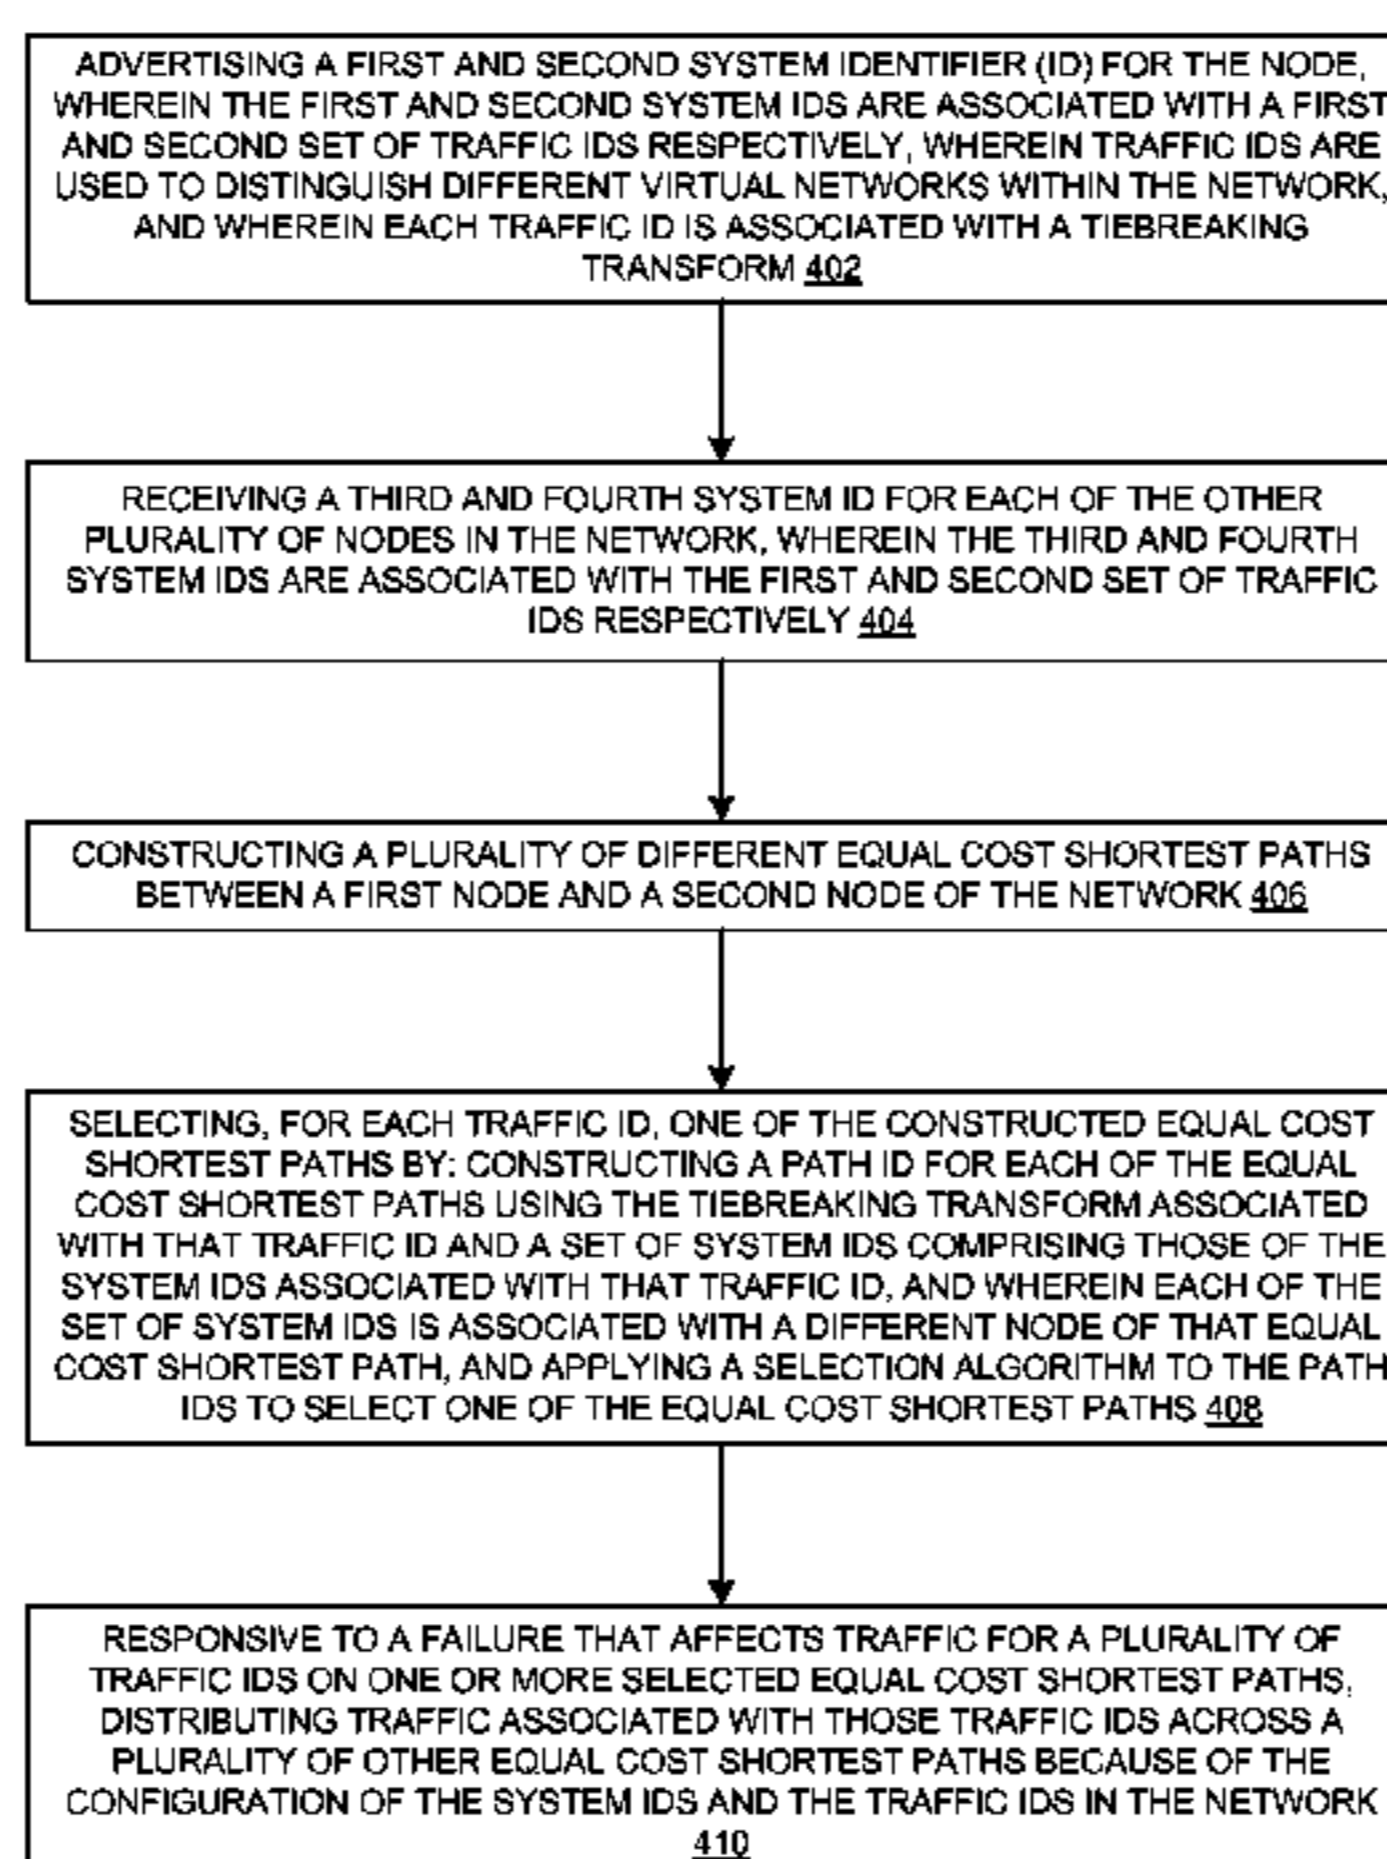 ADVERTISING A FIRST AND SECOND SYSTEM IDENTIFIER (ID) FOR THE NODE,
WHEREIN THE FIRST AND SECOND SYSTEM IDS ARE ASSOCIATED WITH A FIRST
AND SECOND SET OF TRAFFIC IDS RESPECTIVELY, WHEREIN TRAFFIC IDS ARE
USED TO DISTINGUISH DIFFERENT VIRTUAL NETWORKS WITHIN THE NETWORK,
AND WHEREIN EACH TRAFFIC ID IS ASSOCIATED WITH A TIEBREAKING
TRANSFORM 402
RECEIVING A THIRD AND FOURTH SYSTEM ID FOR EACH OF THE OTHER
PLURALITY OF NODES IN THE NETWORK, WHEREIN THE THIRD AND FOURTH
SYSTEM IDS ARE ASSOCIATED WITH THE FIRST AND SECOND SET OF TRAFFIC
IDS RESPECTIVELY 404
CONSTRUCTING A PLURALITY OF DIFFERENT EQUAL COST SHORTEST PATHS
BETWEEN A FIRST NODE AND A SECOND NODE OF THE NETWORK 406
SELECTING, FOR EACH TRAFFIC ID, ONE OF THE CONSTRUCTED EQUAL COST
SHORTEST PATHS BY: CONSTRUCTING A PATH ID FOR EACH OF THE EQUAL
COST SHORTEST PATHS USING THE TIEBREAKING TRANSFORM ASSOCIATED
WITH THAT TRAFFIC ID AND A SET OF SYSTEM IDS COMPRISING THOSE OF THE
SYSTEM IDS ASSOCIATED WITH THAT TRAFFIC ID, AND WHEREIN EACH OF THE
SET OF SYSTEM IDS IS ASSOCIATED WITH A DIFFERENT NODE OF THAT EQUAL
COST SHORTEST PATH, AND APPLYING A SELECTION ALGORITHM TO THE PATH
IDS TO SELECT ONE OF THE EQUAL COST SHORTEST PATHS 408
RESPONSIVE TO A FAILURE THAT AFFECTS TRAFFIC FOR A PLURALITY OF
TRAFFIC IDS ON ONE OR MORE SELECTED EQUAL COST SHORTEST PATHS,
DISTRIBUTING TRAFFIC ASSOCIATED WITH THOSE TRAFFIC IDS ACROSS A
PLURALITY OF OTHER EQUAL COST SHORTEST PATHS BECAUSE OF THE
CONFIGURATION OF THE SYSTEM IDS AND THE TRAFFIC IDS IN THE NETWORK
410